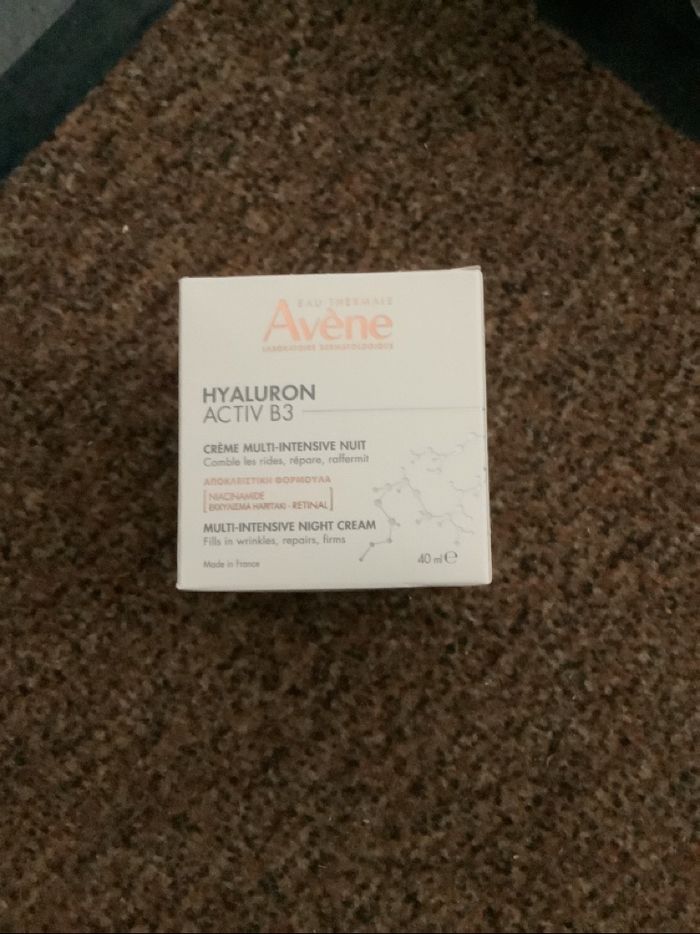 EAU THERMALE
Avène
LABORATOIRE DERMATOLOGIQUE
HYALURON
ACTIV B3
CRÈME MULTI-INTENSIVE NUIT
Comble les rides, répare, raffermit
ΑΠΟΚΛΕΙΣΤΙΚΗ ΦΟΡΜΟΥΛΑ
NIACINAMIDE
ΕΚΧΥΛΙΣΜΑ HARITAKI - RETINAL
MULTI-INTENSIVE NIGHT CREAM
Fills in wrinkles, repairs, firms
Made in France
40 ml ℮